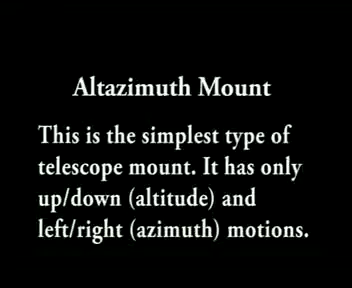 Altazimuth Mount
This is the simplest type of
telescope mount. It has only
up/down (altitude) and
left/right (azimuth) motions.